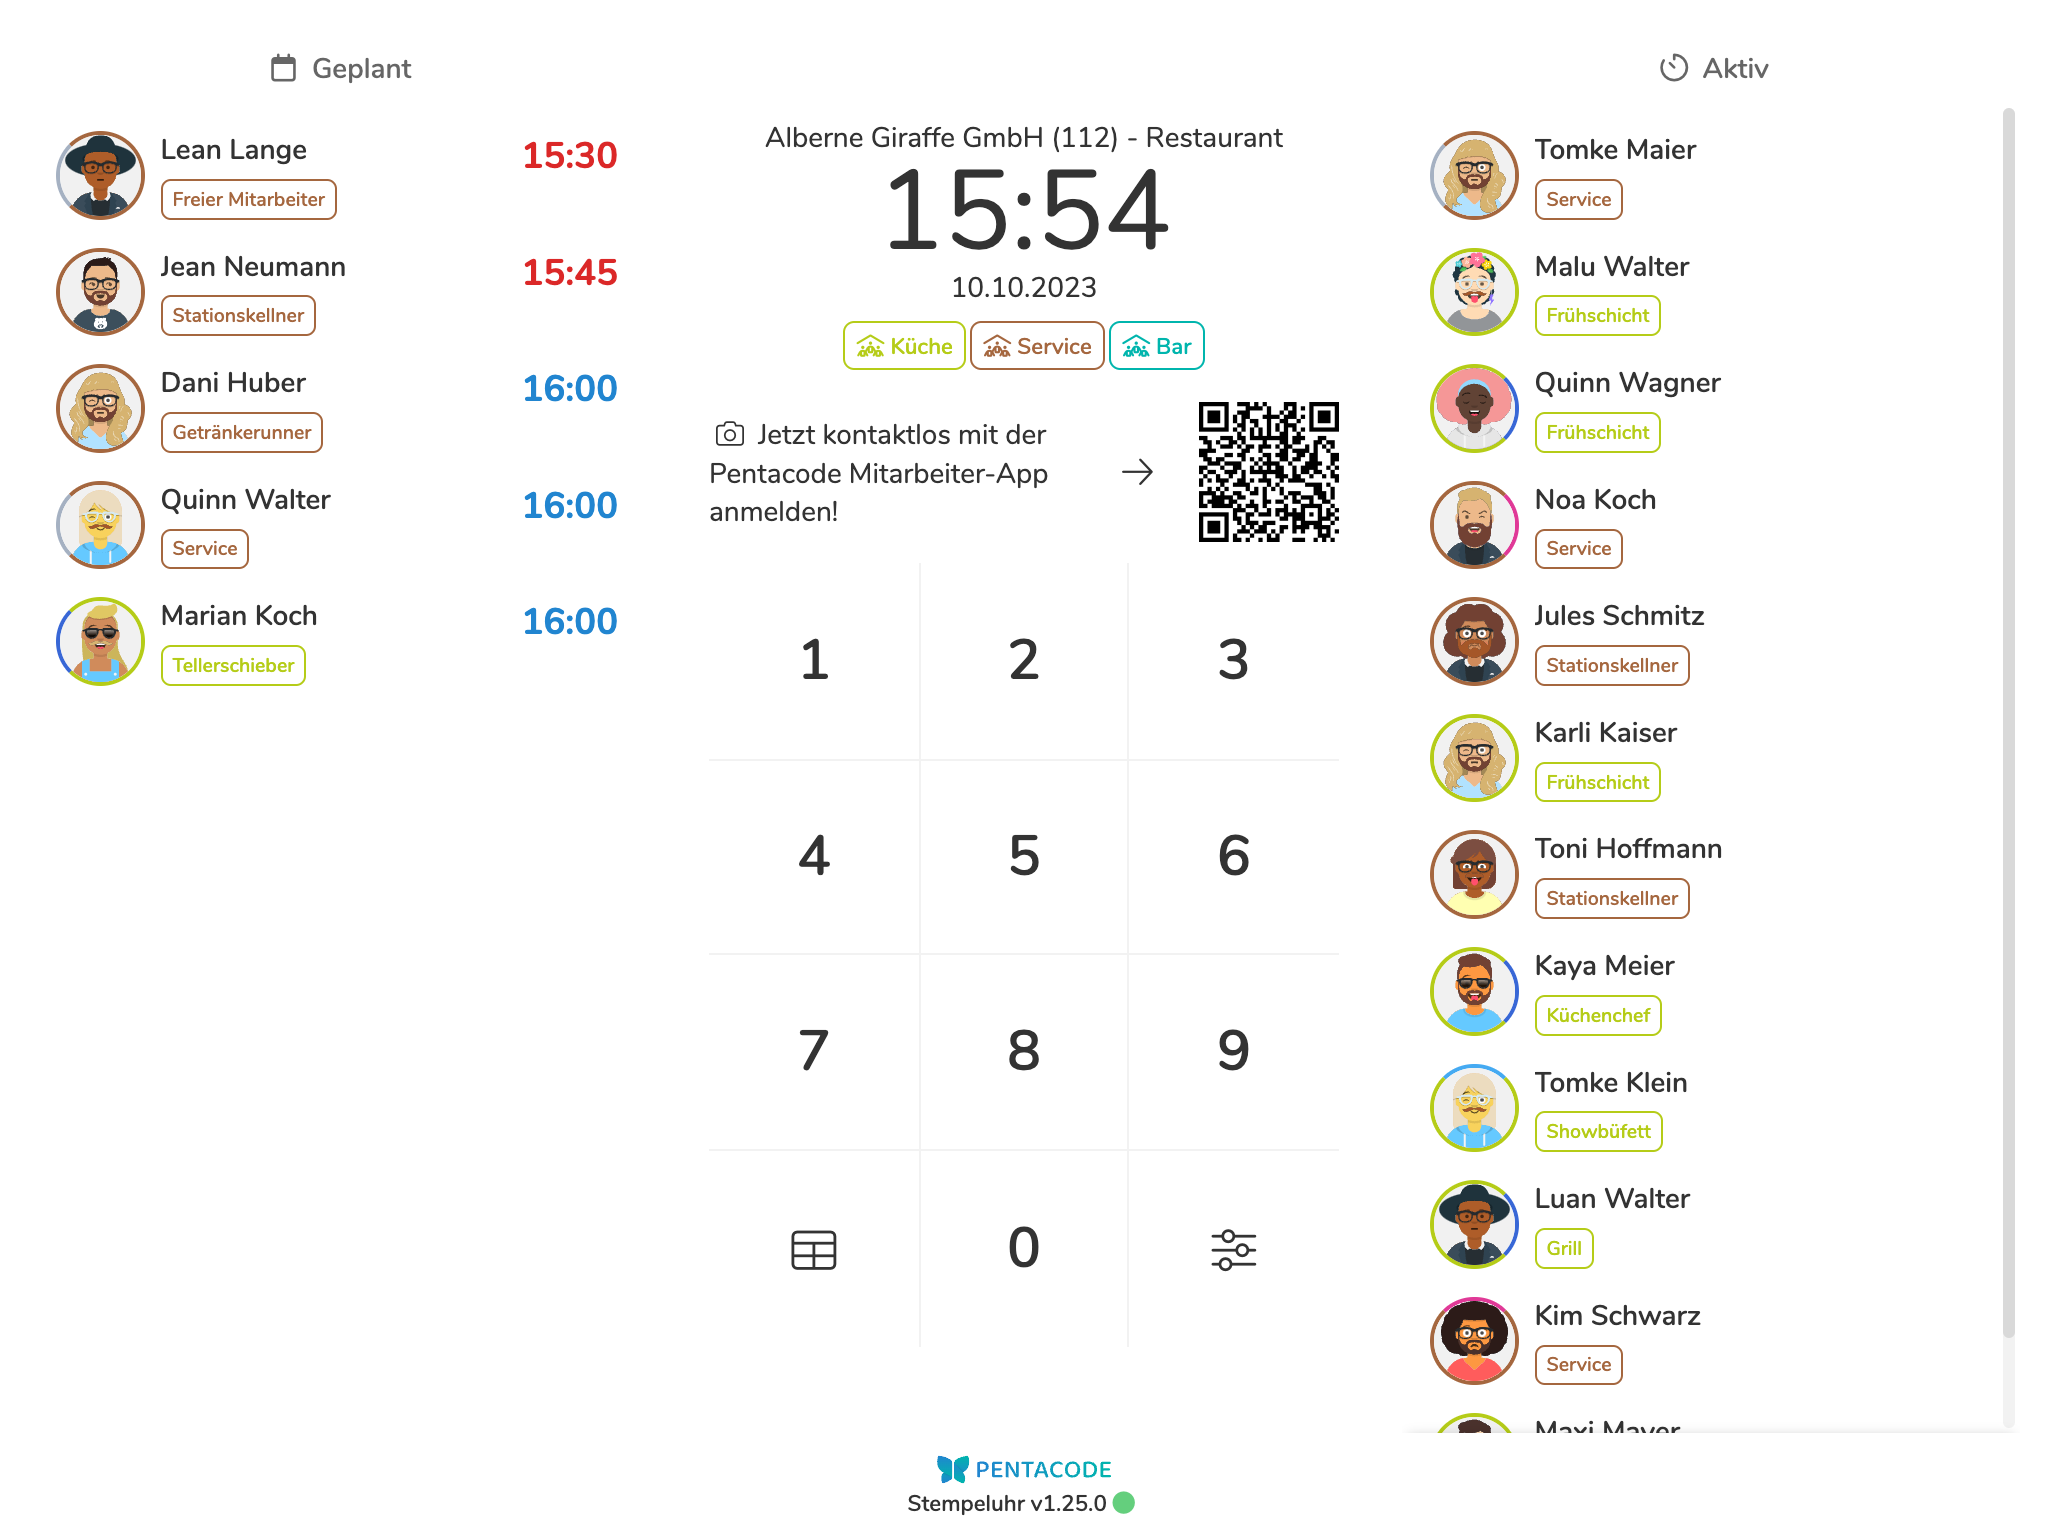 Geplant
Lean Lange
15:30
Freier Mitarbeiter
Jean Neumann
15:45
Stationskellner
Dani Huber
16:00
Getränkerunner
Quinn Walter
16:00
Service
Marian Koch
16:00
Tellerschieber
Alberne Giraffe GmbH (112) - Restaurant
15:54
10.10.2023
Küche Service Bar
Jetzt kontaktlos mit der
Pentacode Mitarbeiter-App
anmelden!
1 2 3
4 5 6
7 8 9
0
PENTACODE
Stempeluhr v1.25.0
Aktiv
Tomke Maier
Service
Malu Walter
Frühschicht
Quinn Wagner
Frühschicht
Noa Koch
Service
Jules Schmitz
Stationskellner
Karli Kaiser
Frühschicht
Toni Hoffmann
Stationskellner
Kaya Meier
Küchenchef
Tomke Klein
Showbüfett
Luan Walter
Grill
Kim Schwarz
Service
Maxi Mayer